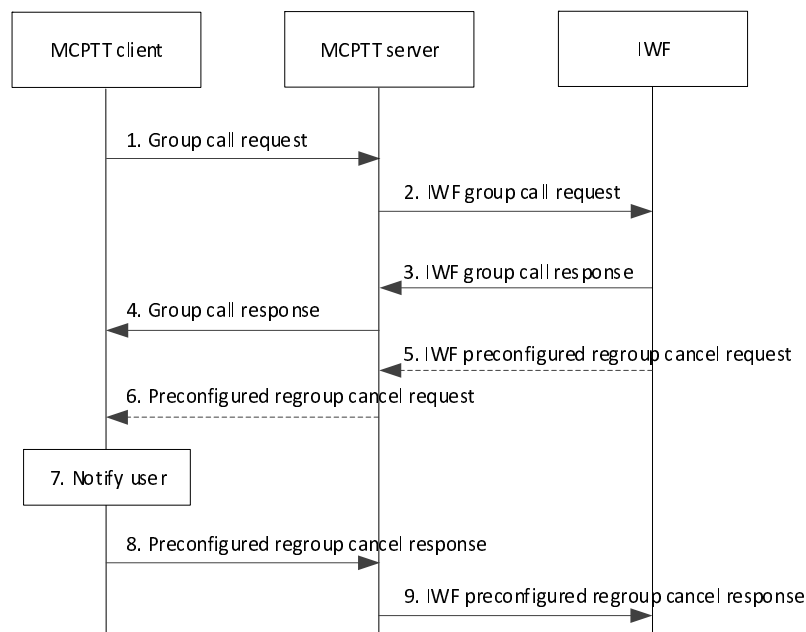 MCPTT client
MCPTT server
IWF
1. Group call request
2. IWF group call request
3. IWF group call response
4. Group call response
5. IWF preconfigured regroup cancel request
6. Preconfigured regroup cancel request
7. Notify user
8. Preconfigured regroup cancel response
9. IWF preconfigured regroup cancel response